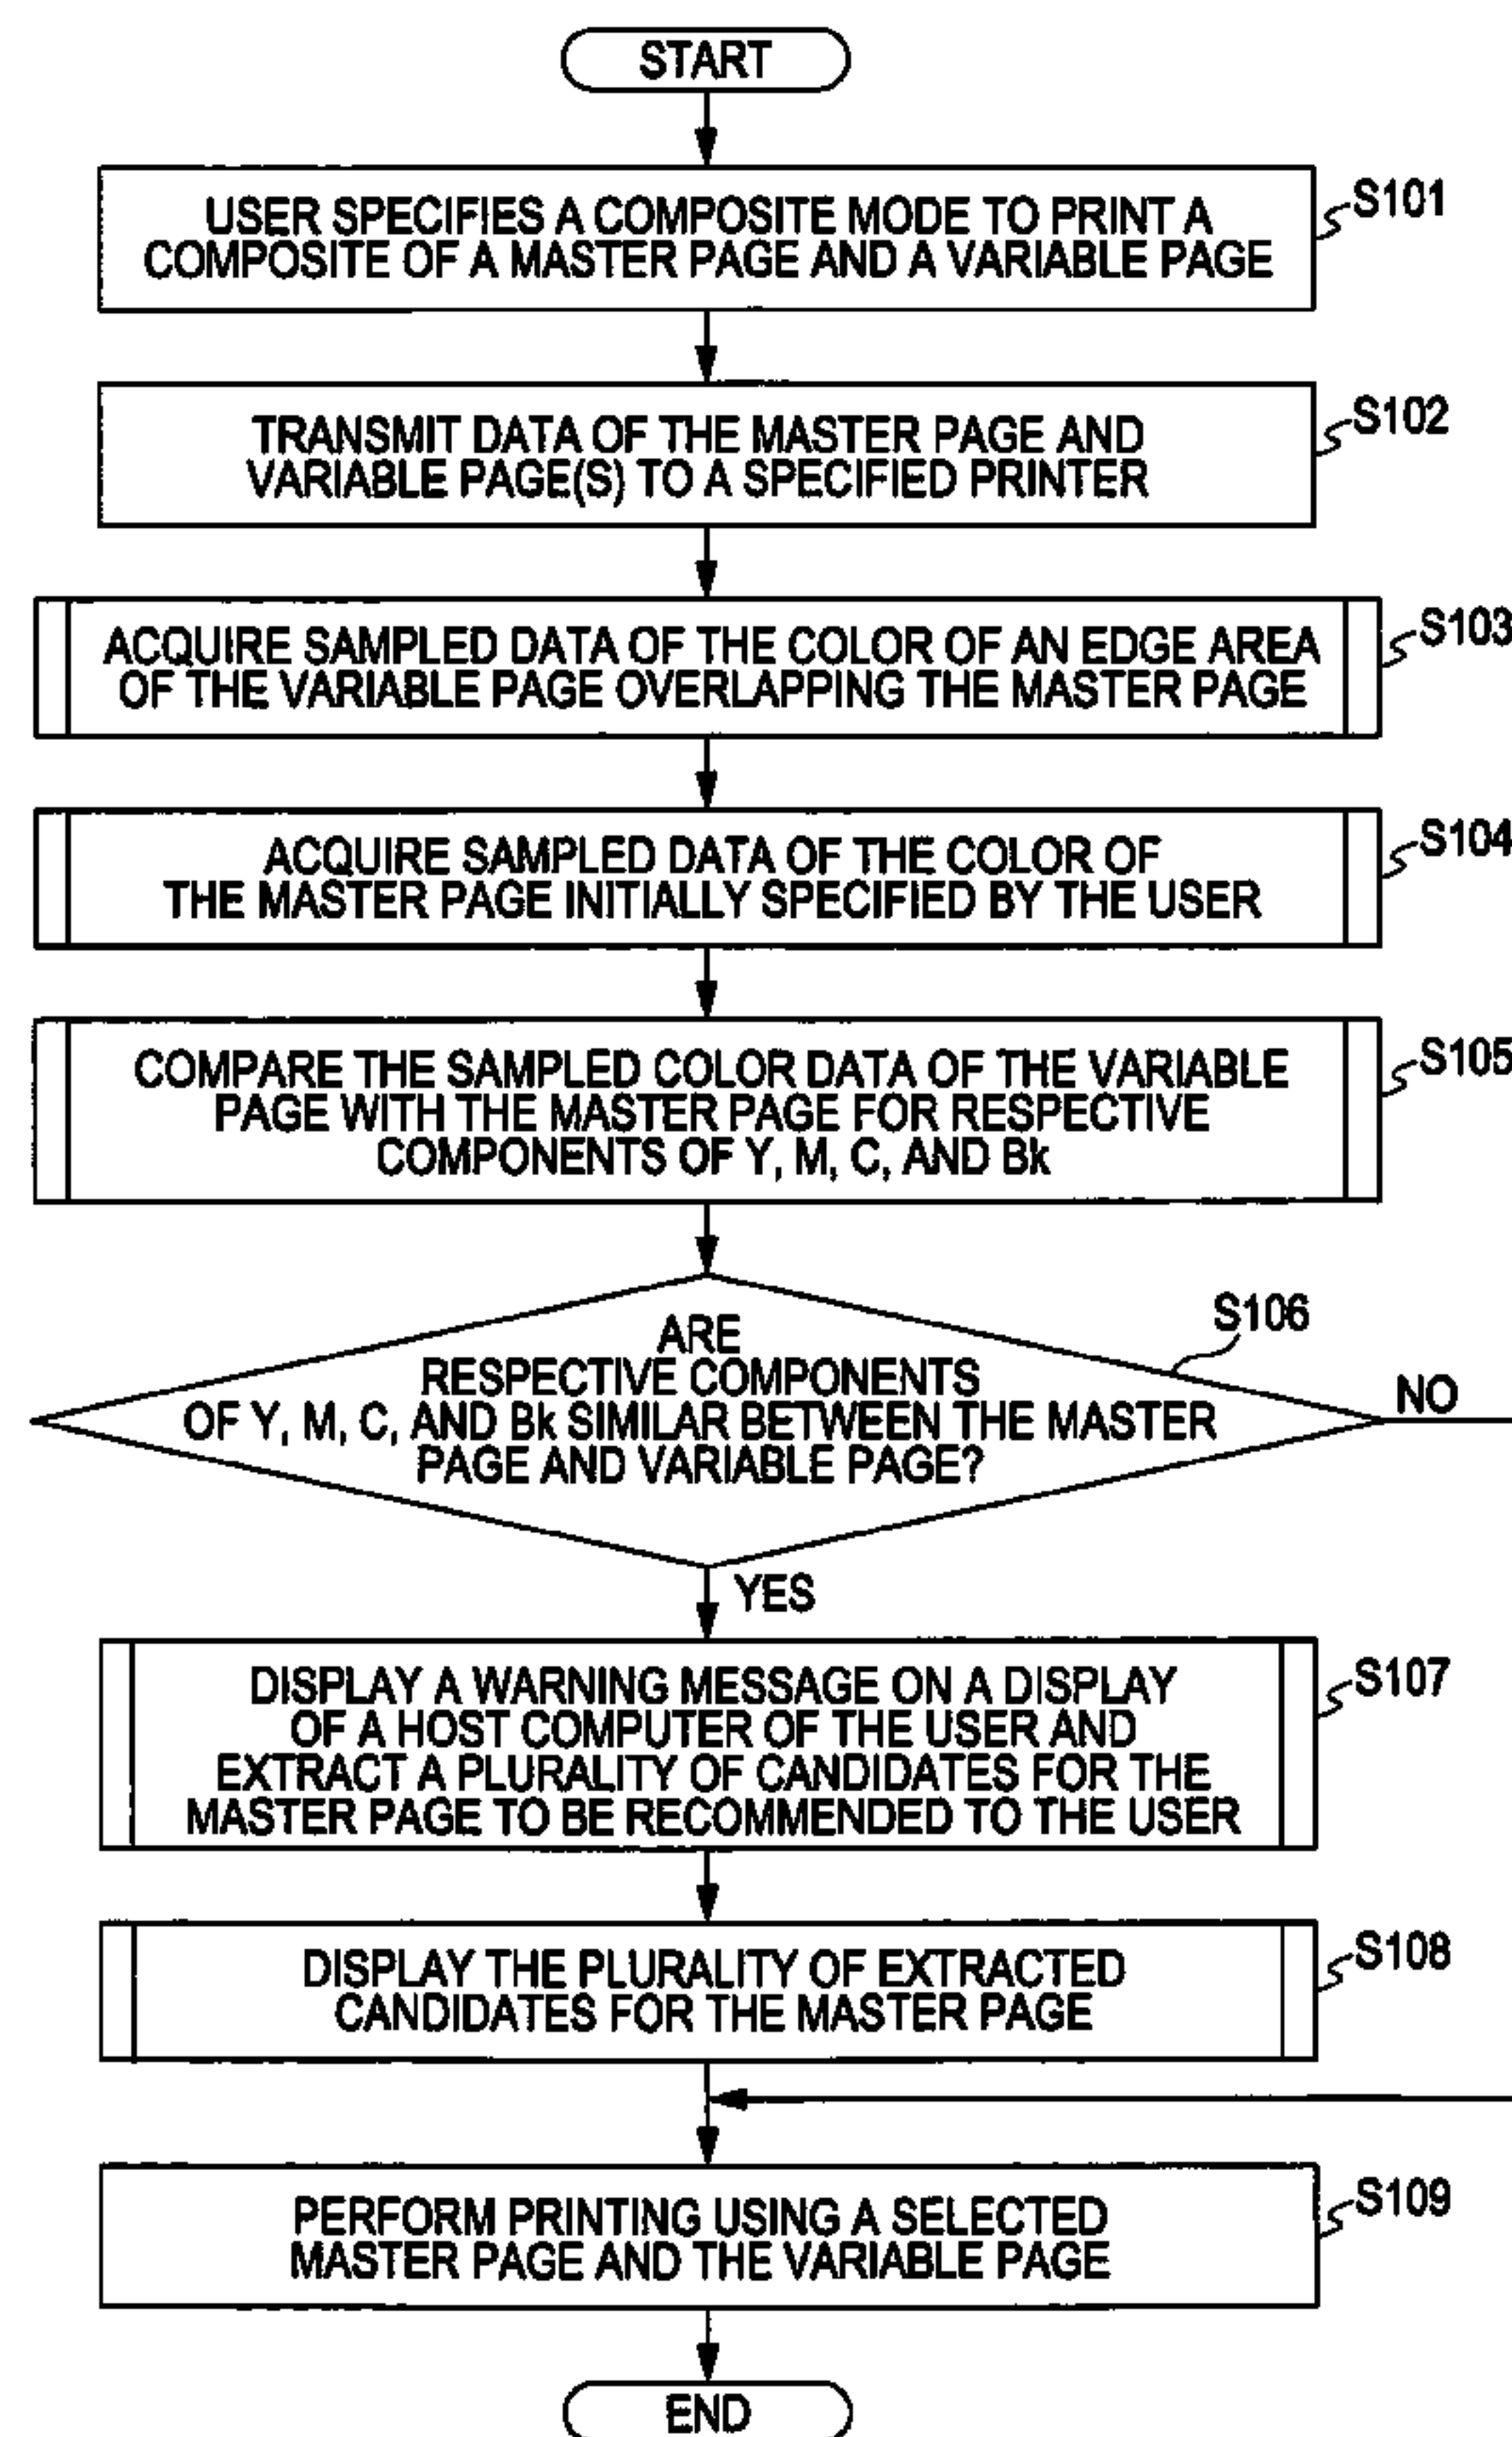 START
USER SPECIFIES A COMPOSITE MODE TO PRINT A
COMPOSITE OF A MASTER PAGE AND A VARIABLE PAGE
S101
TRANSMIT DATA OF THE MASTER PAGE AND
VARIABLE PAGE(S) TO A SPECIFIED PRINTER
S102
ACQUIRE SAMPLED DATA OF THE COLOR OF AN EDGE AREA
OF THE VARIABLE PAGE OVERLAPPING THE MASTER PAGE
S103
ACQUIRE SAMPLED DATA OF THE COLOR OF
THE MASTER PAGE INITIALLY SPECIFIED BY THE USER
S104
COMPARE THE SAMPLED COLOR DATA OF THE VARIABLE
PAGE WITH THE MASTER PAGE FOR RESPECTIVE
COMPONENTS OF Y, M, C, AND Bk
S105
ARE
RESPECTIVE COMPONENTS
OF Y, M, C, AND Bk SIMILAR BETWEEN THE MASTER
PAGE AND VARIABLE PAGE?
S106
NO
YES
DISPLAY A WARNING MESSAGE ON A DISPLAY
OF A HOST COMPUTER OF THE USER AND
EXTRACT A PLURALITY OF CANDIDATES FOR THE
MASTER PAGE TO BE RECOMMENDED TO THE USER
S107
DISPLAY THE PLURALITY OF EXTRACTED
CANDIDATES FOR THE MASTER PAGE
S108
PERFORM PRINTING USING A SELECTED
MASTER PAGE AND THE VARIABLE PAGE
S109
END